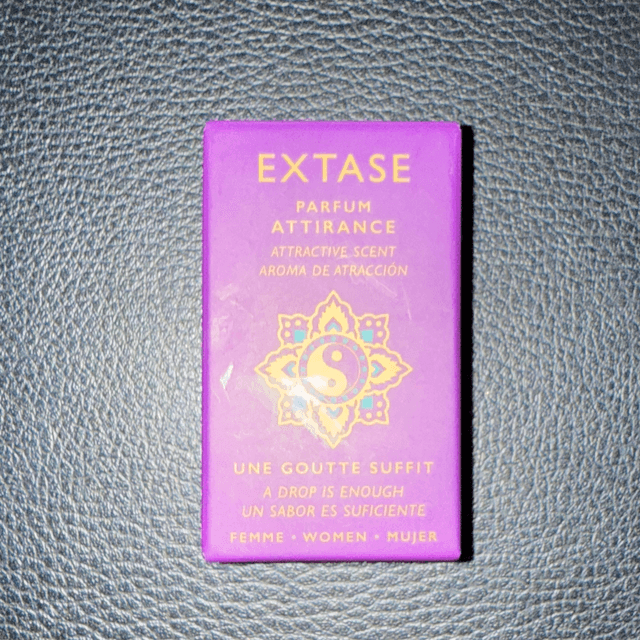 EXTASE
PARFUM
ATTIRANCE
ATTRACTIVE SCENT
AROMA DE ATRACCIÓN
UNE GOUTTE SUFFIT
A DROP IS ENOUGH
UN SABOR ES SUFICIENTE
FEMME • WOMEN • MUJER